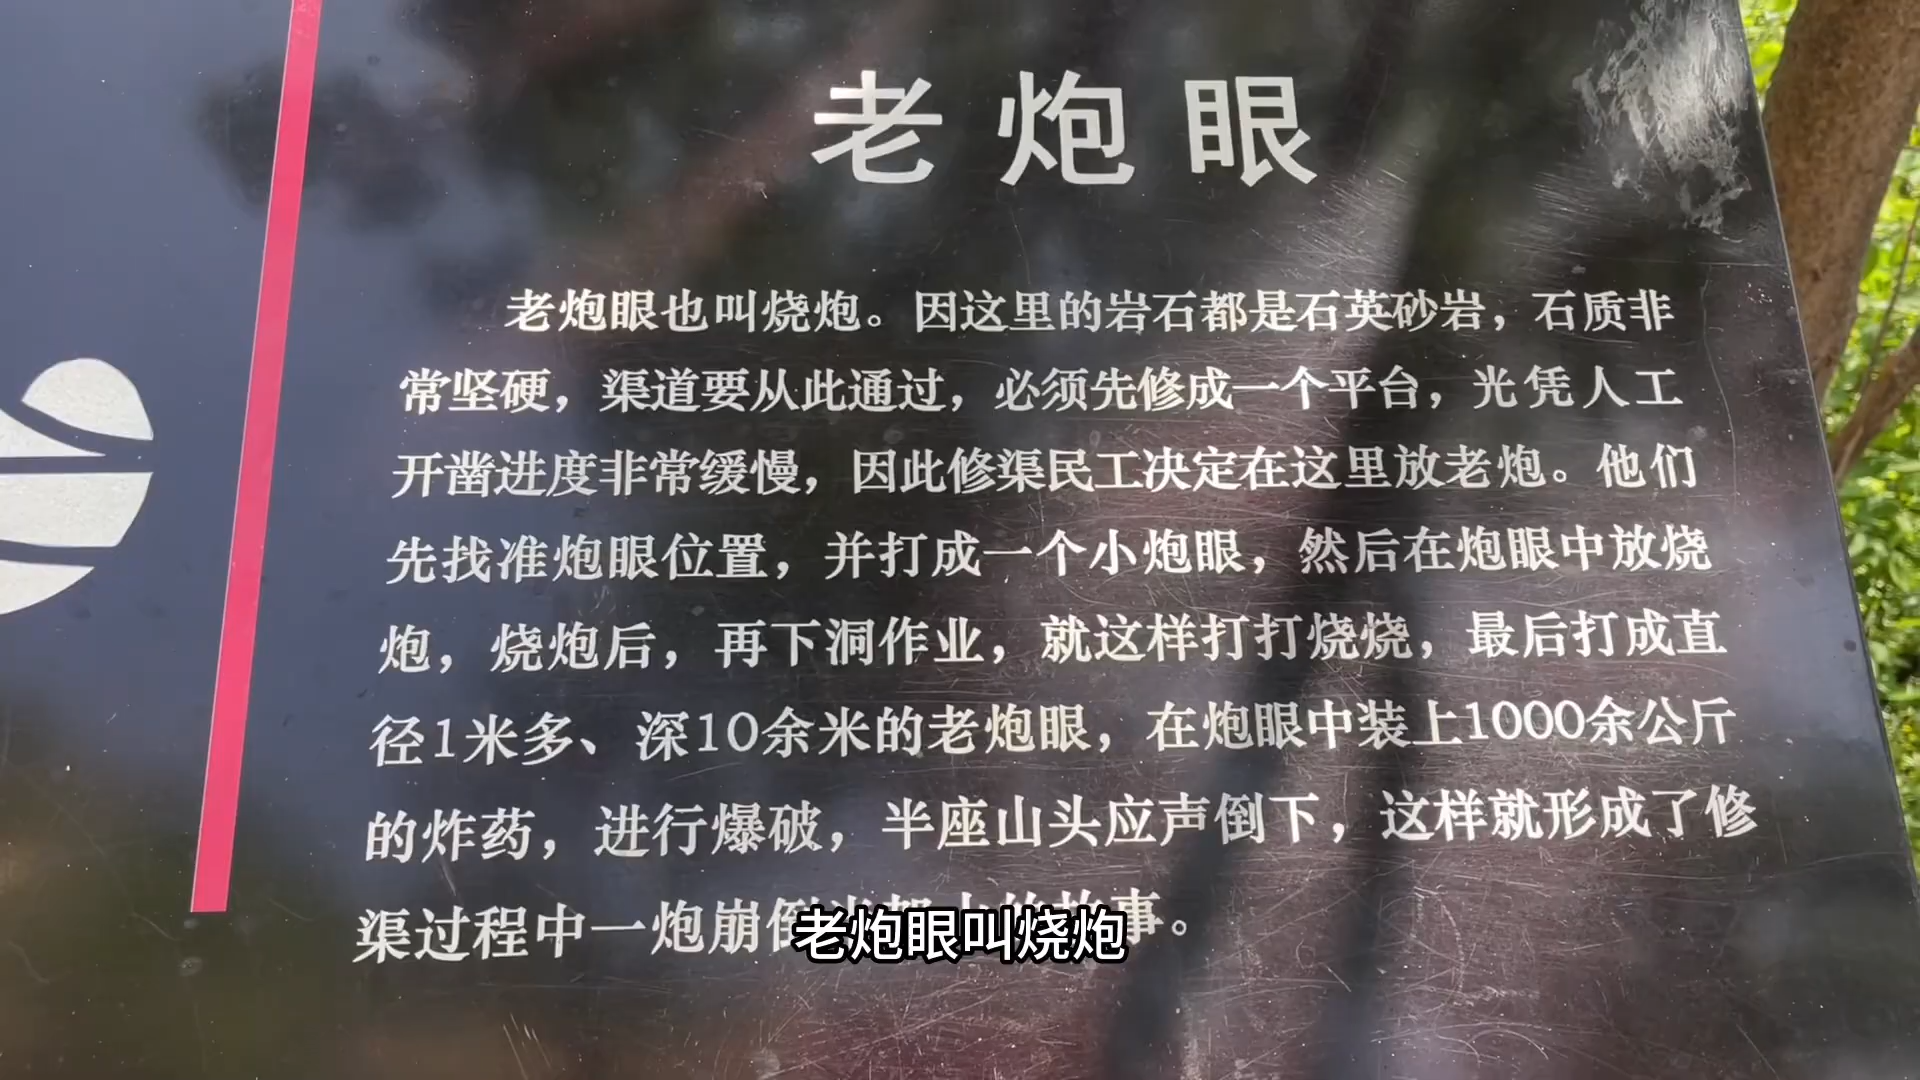 老炮眼
老炮眼也叫烧炮。因这里的岩石都是石英砂岩，石质非
常坚硬，渠道要从此通过，必须先修成一个平台，光凭人工
开凿进度非常缓慢，因此修渠民工决定在这里放老炮。他们
先找准炮眼位置，并打成一个小炮眼，然后在炮眼中放烧
炮，烧炮后，再下洞作业，就这样打打烧烧，最后打成直
径1米多、深10余米的老炮眼，在炮眼中装上1000余公斤
的炸药，进行爆破，半座山头应声倒下，这样就形成了修
渠过程中一炮崩倒事。
老炮眼叫烧炮